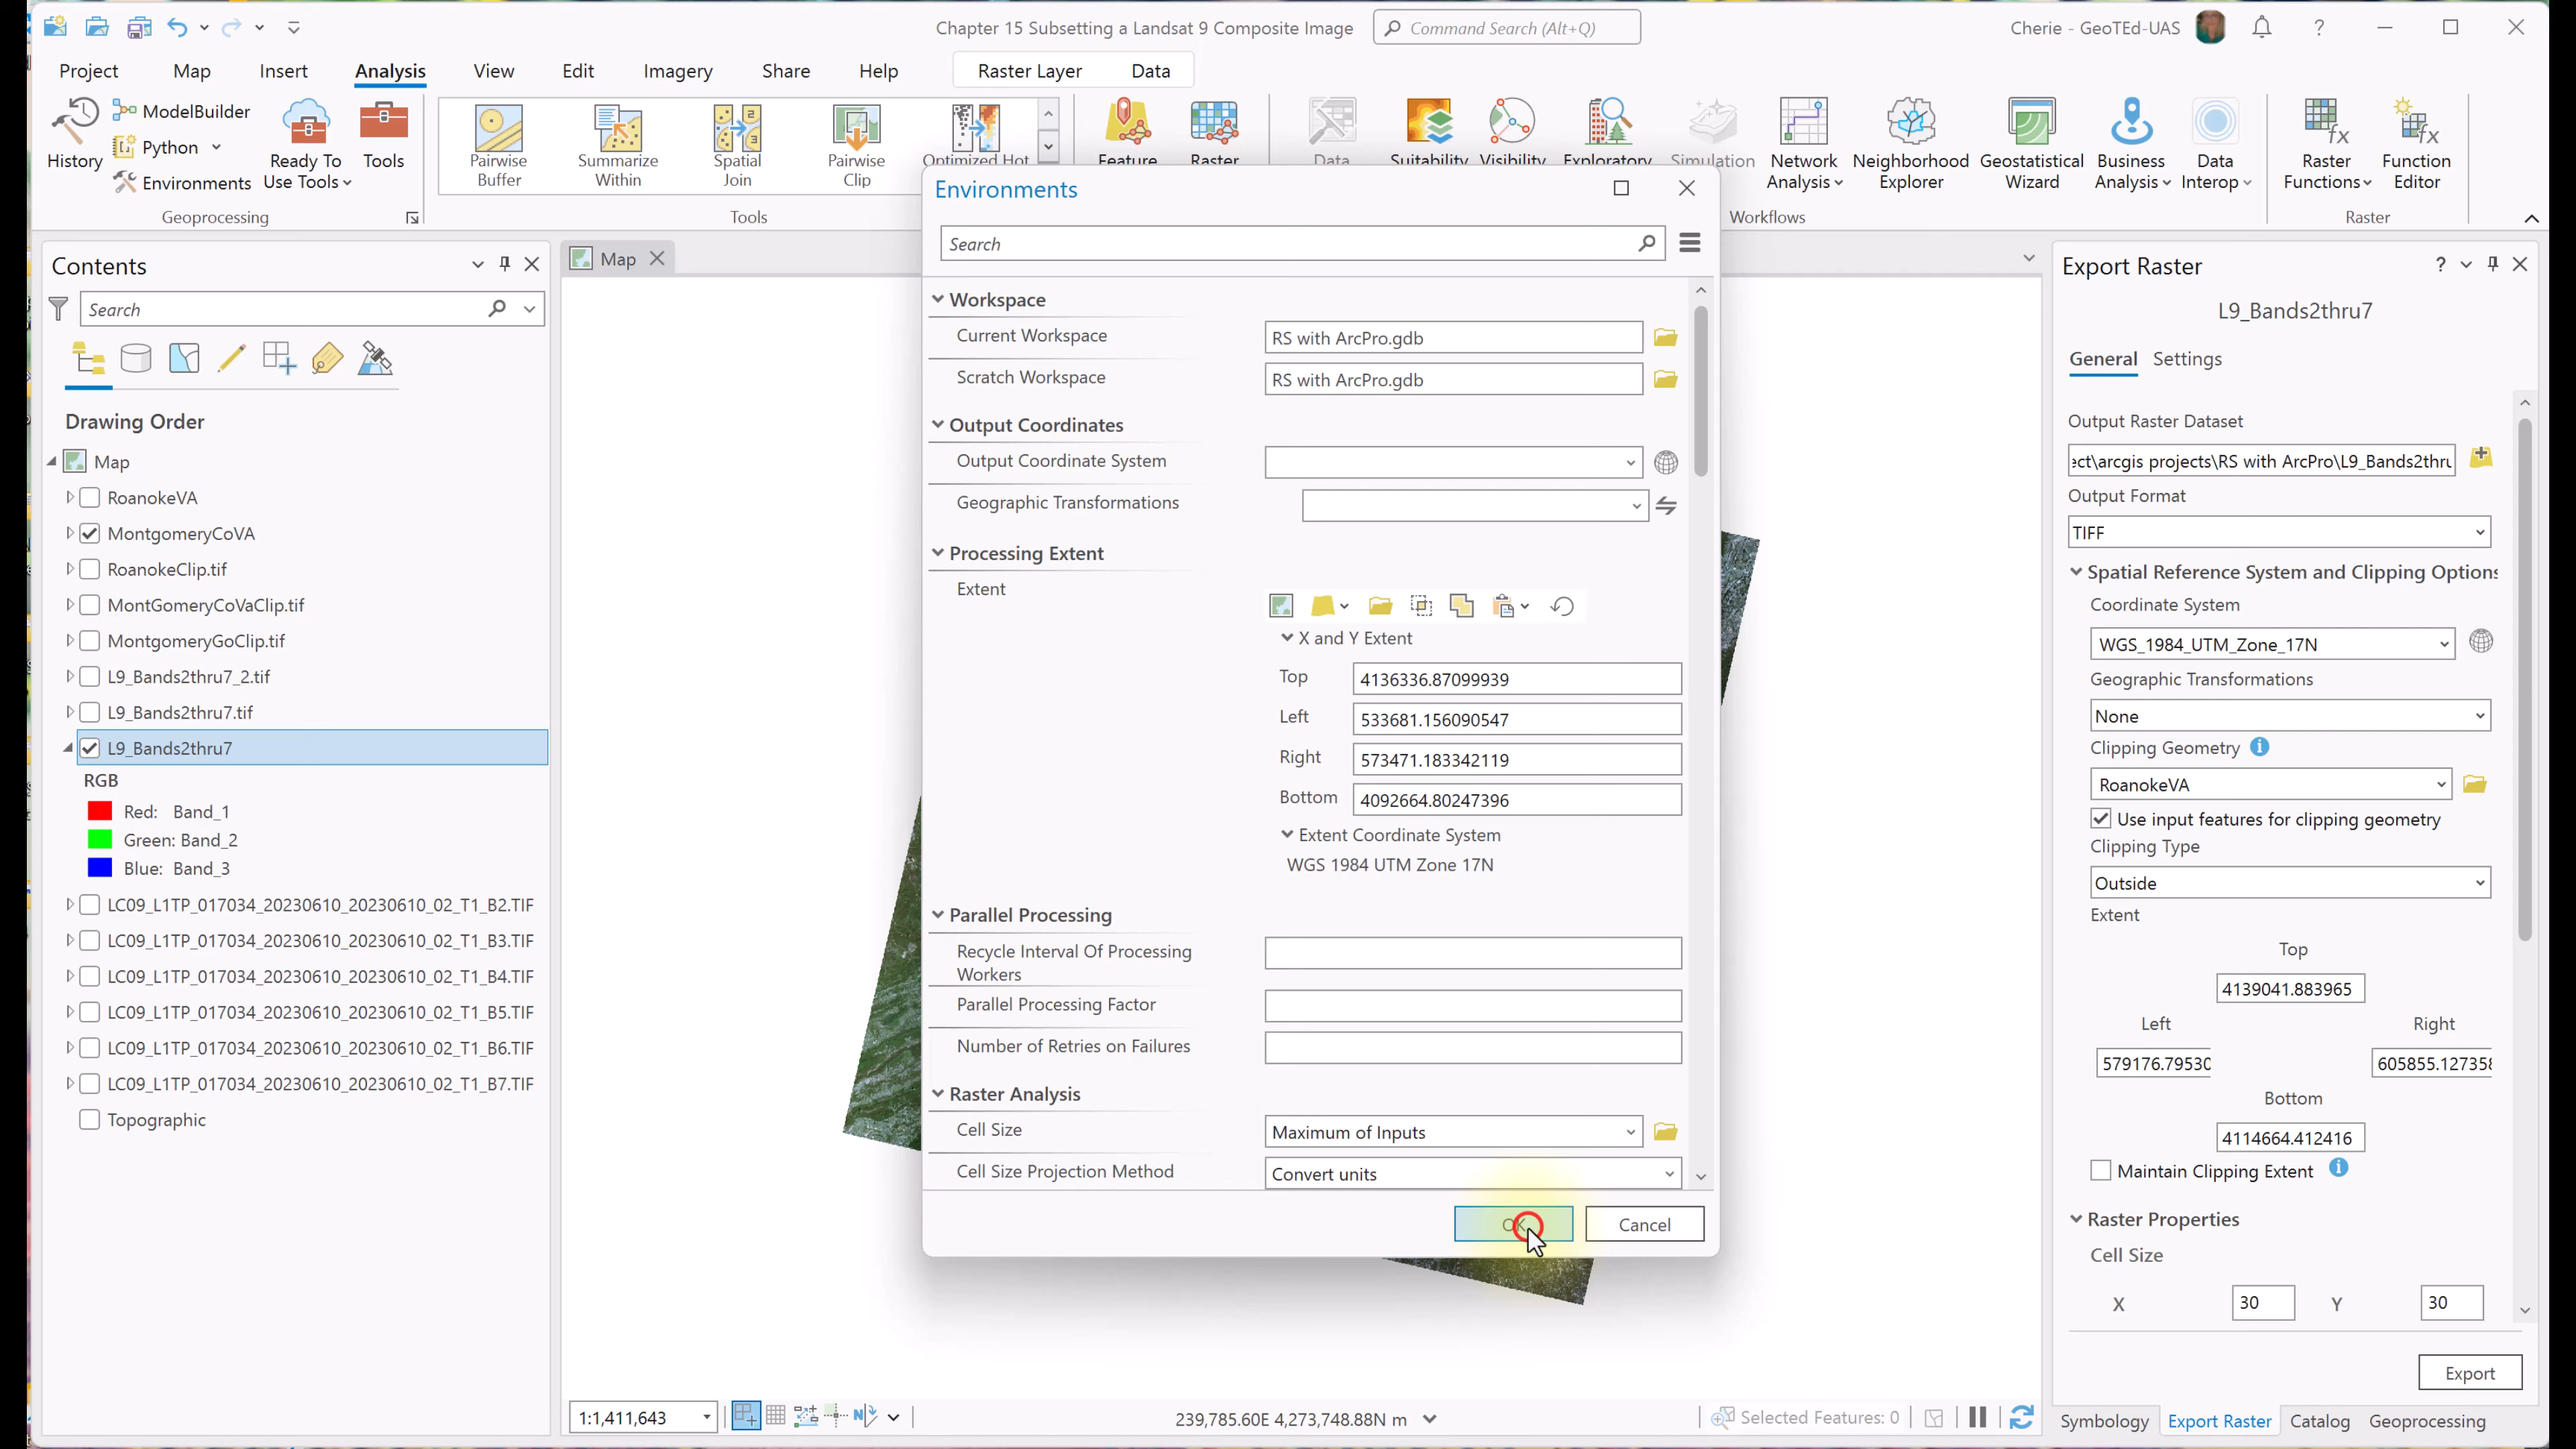 Chapter 15 Subsetting a Landsat 9 Composite Image
Command Search (Alt+Q)
Cherie - GeoTEd-UAS
Project
Map
Insert
Analysis
View
Edit
Imagery
Share
Help
Raster Layer
Data
History
ModelBuilder
Python
Environments
Ready To
Use Tools
Tools
Geoprocessing
Pairwise
Buffer
Summarize
Within
Spatial
Join
Pairwise
Clip
Optimized Hot
Tools
Feature
Raster
Data
Suitability
Visibility
Exploratory
Simulation
Network
Analysis
Neighborhood
Explorer
Geostatistical
Wizard
Business
Analysis
Data
Interop
Workflows
Raster
Functions
Function
Editor
Raster
Contents
Search
Drawing Order
Map
RoanokeVA
MontgomeryCoVA
RoanokeClip.tif
MontGomeryCoVaClip.tif
MontgomeryGoClip.tif
L9_Bands2thru7_2.tif
L9_Bands2thru7.tif
L9_Bands2thru7
RGB
Red: Band_1
Green: Band_2
Blue: Band_3
LC09_L1TP_017034_20230610_20230610_02_T1_B2.TIF
LC09_L1TP_017034_20230610_20230610_02_T1_B3.TIF
LC09_L1TP_017034_20230610_20230610_02_T1_B4.TIF
LC09_L1TP_017034_20230610_20230610_02_T1_B5.TIF
LC09_L1TP_017034_20230610_20230610_02_T1_B6.TIF
LC09_L1TP_017034_20230610_20230610_02_T1_B7.TIF
Topographic
Map
Environments
Search
Workspace
Current Workspace
RS with ArcPro.gdb
Scratch Workspace
RS with ArcPro.gdb
Output Coordinates
Output Coordinate System
Geographic Transformations
Processing Extent
Extent
X and Y Extent
Top
4136336.87099939
Left
533681.156090547
Right
573471.183342119
Bottom
4092664.80247396
Extent Coordinate System
WGS 1984 UTM Zone 17N
Parallel Processing
Recycle Interval Of Processing
Workers
Parallel Processing Factor
Number of Retries on Failures
Raster Analysis
Cell Size
Maximum of Inputs
Cell Size Projection Method
Convert units
OK
Cancel
1:1,411,643
239,785.60E 4,273,748.88N m
Selected Features: 0
Export Raster
L9_Bands2thru7
General
Settings
Output Raster Dataset
ect\arcgis projects\RS with ArcPro\L9_Bands2thru
Output Format
TIFF
Spatial Reference System and Clipping Options
Coordinate System
WGS_1984_UTM_Zone_17N
Geographic Transformations
None
Clipping Geometry
RoanokeVA
Use input features for clipping geometry
Clipping Type
Outside
Extent
Top
4139041.883965
Left
Right
579176.79530
605855.127358
Bottom
4114664.412416
Maintain Clipping Extent
Raster Properties
Cell Size
X
30
Y
30
Export
Symbology
Export Raster
Catalog
Geoprocessing